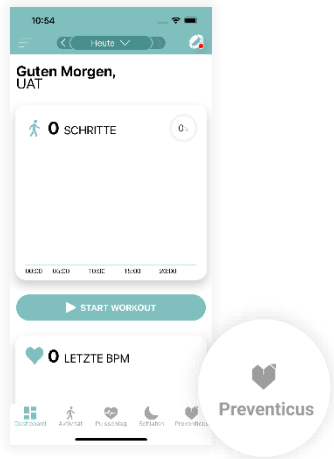 10:54
Heute
Guten Morgen,
UAT
0 SCHRITTE
0%
00:00 05:00 10:00 15:00 20:00
START WORKOUT
0 LETZTE BPM
Dashboard Aktivität Pulsschlag Schlafen Preventicus
Preventicus